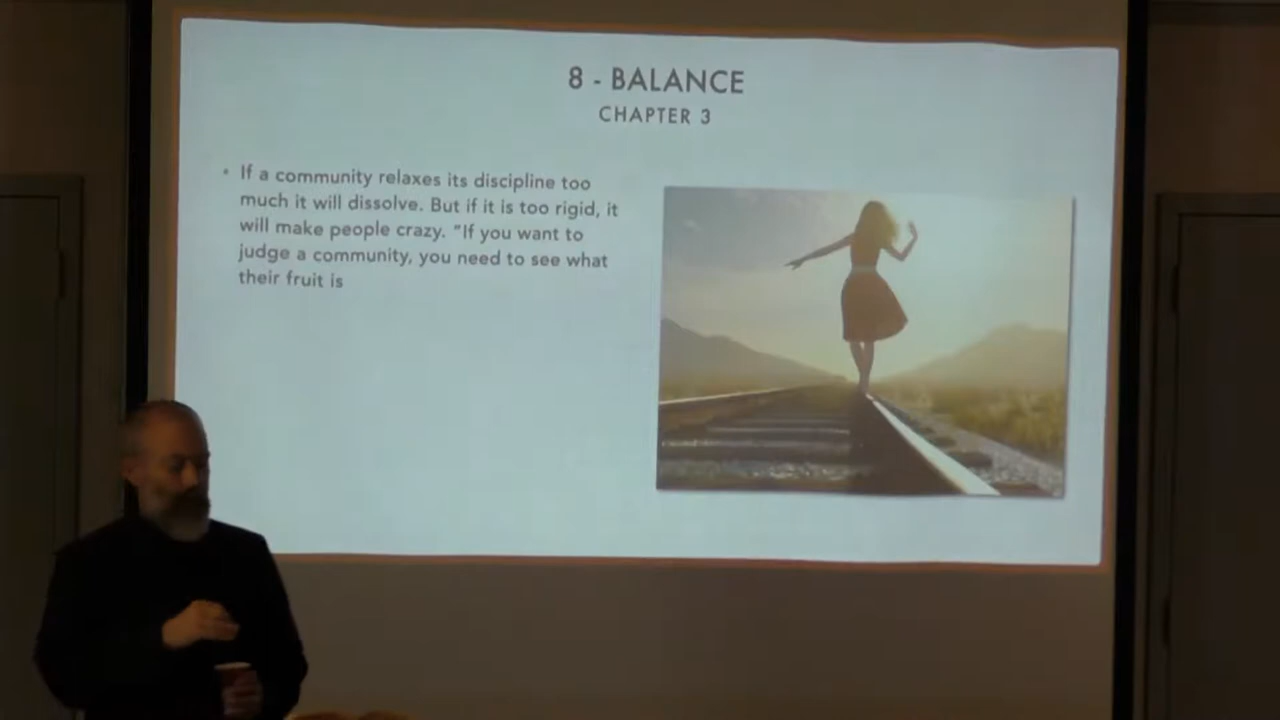 8 - BALANCE
CHAPTER 3
• If a community relaxes its discipline too
much it will dissolve. But if it is too rigid, it
will make people crazy. "If you want to
judge a community, you need to see what
their fruit is